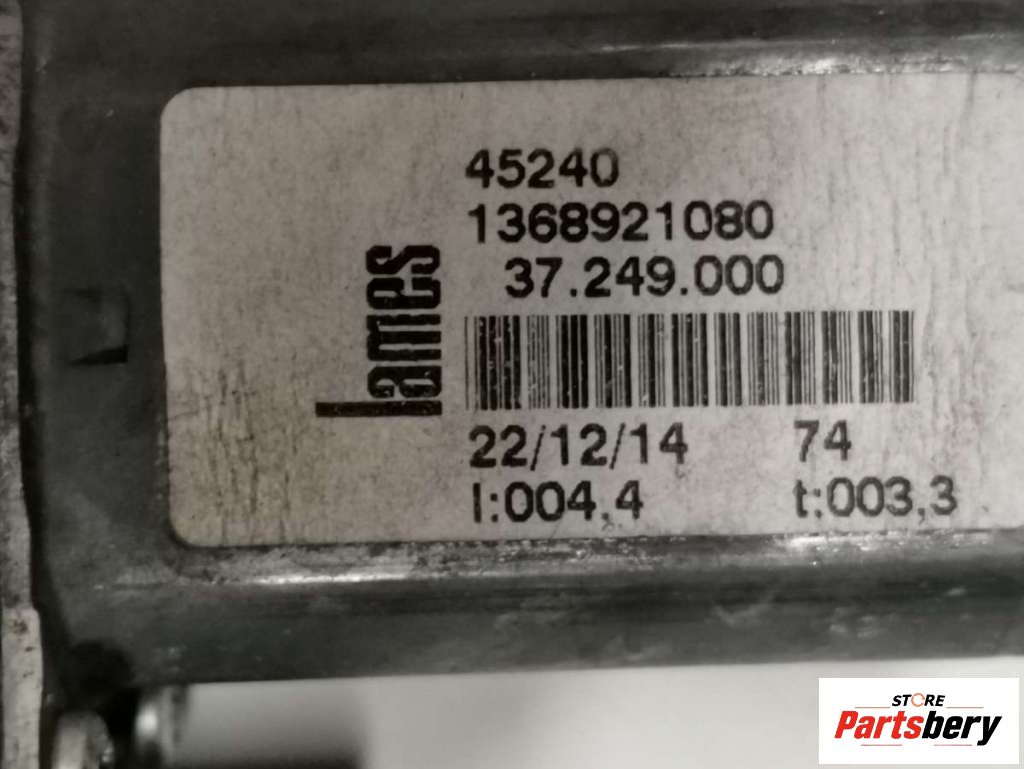 45240
1368921080
37.249.000
Lames
22/12/14 74
I:004,4 t:003,3
STORE
Partsbery